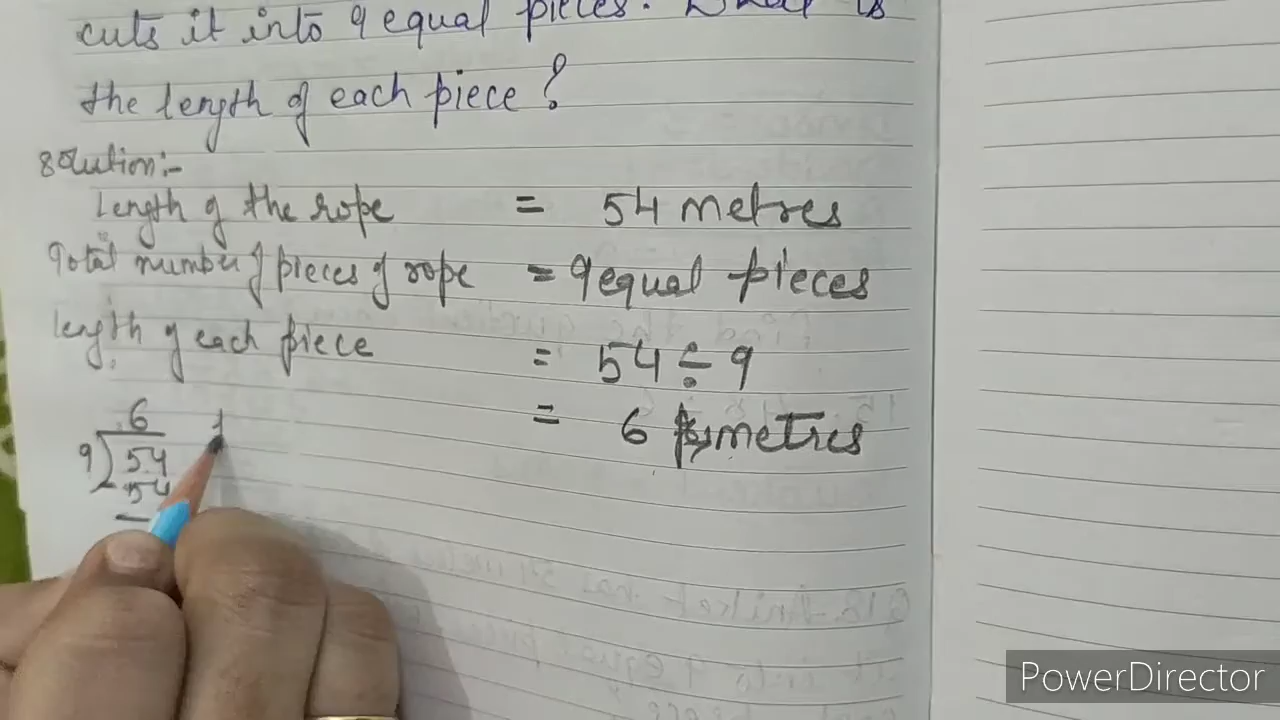 cuts it into 9 equal pieces. What is
the length of each piece?
Solution:-
Length of the rope = 54 metres
Total number of pieces of rope = 9 equal pieces
length of each piece = 54 ÷ 9
= 6 metres
6
9) 54
54
PowerDirector